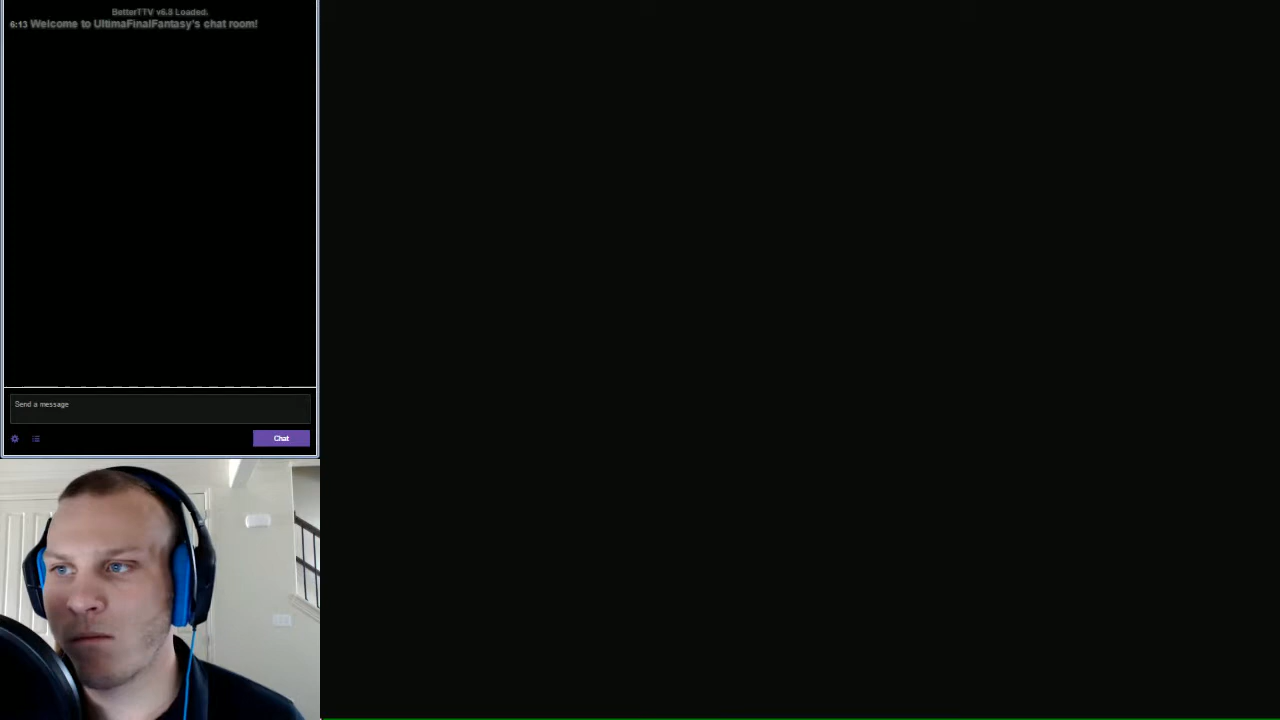 BetterTTV v6.8 Loaded.
6:13 Welcome to UltimaFinalFantasy's chat room!
Send a message
Chat